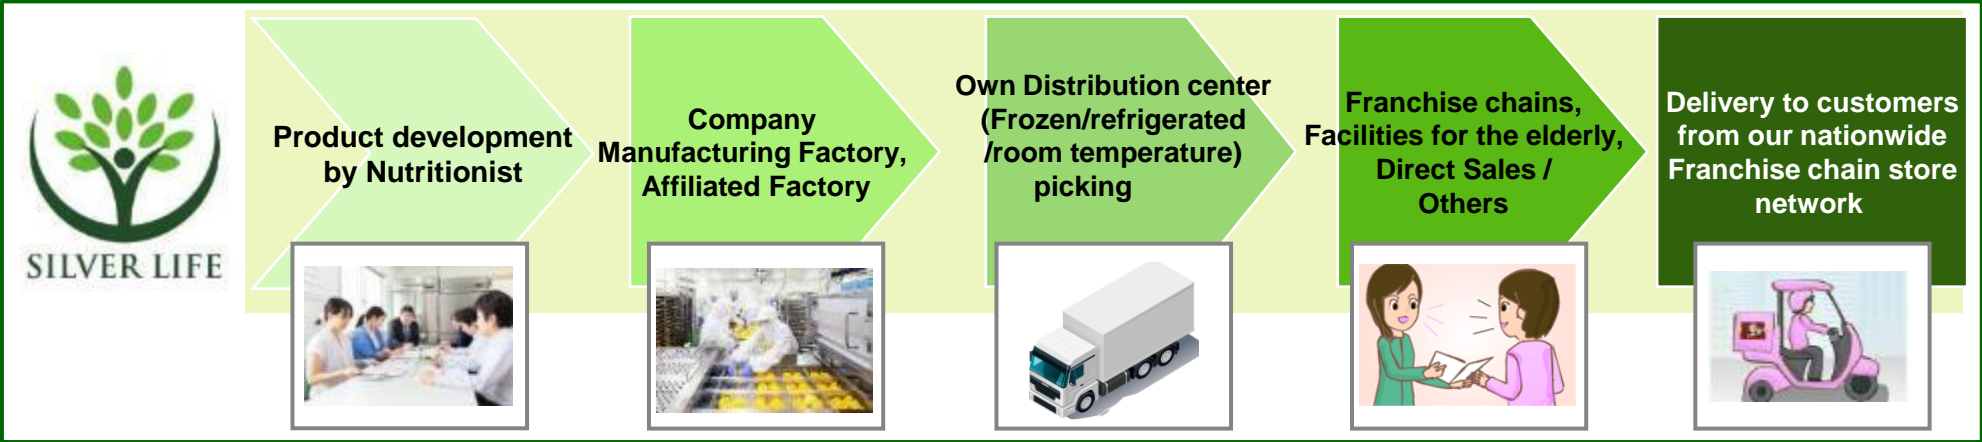 SILVER LIFE
Product development
by Nutritionist
Company
Manufacturing Factory,
Affiliated Factory
Own Distribution center
(Frozen/refrigerated
/room temperature)
picking
Franchise chains,
Facilities for the elderly,
Direct Sales /
Others
Delivery to customers
from our nationwide
Franchise chain store
network